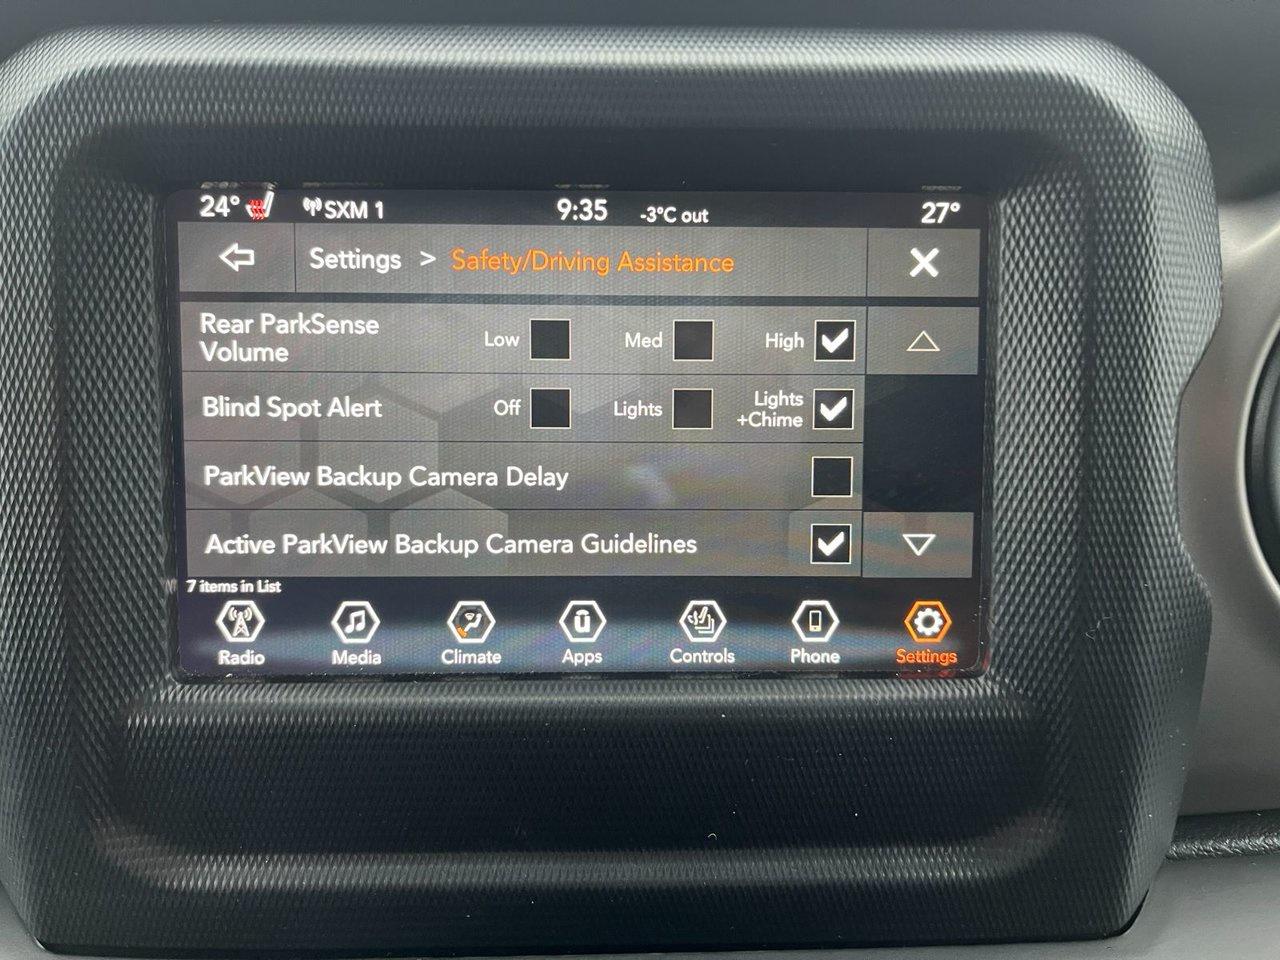 24° SXM 1 9:35 -3°C out 27°
Settings > Safety/Driving Assistance
Rear ParkSense
Volume
Low Med High
Blind Spot Alert Off Lights Lights
+Chime
ParkView Backup Camera Delay
Active ParkView Backup Camera Guidelines
7 items in List
Radio Media Climate Apps Controls Phone Settings